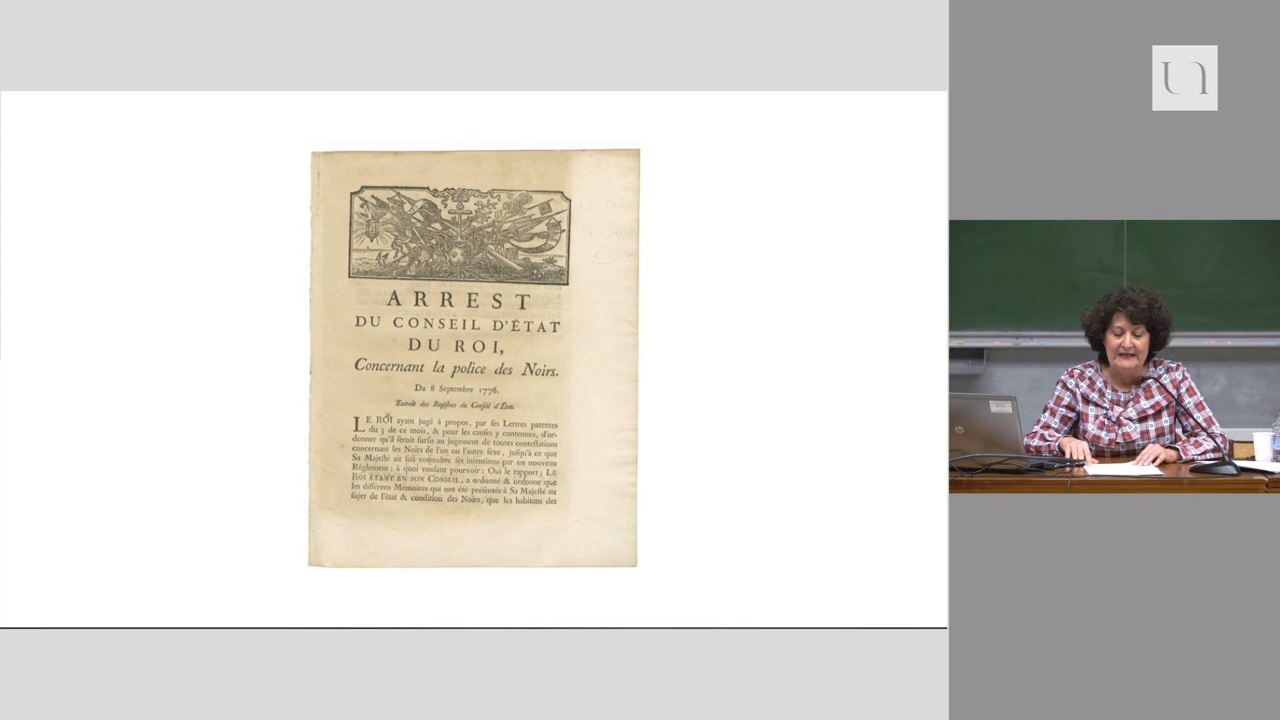 ARREST
DU CONSEIL D'ÉTAT
DU ROI,
Concernant la police des Noirs.
Du 8 Septembre 1776.
Extrait des Registres du Conseil d'État.
LE ROI ayant jugé à propos, par ses Lettres patentes
du 3 de ce mois, & pour les causes y contenues, d'or-
donner qu'il seroit sursis au jugement de toutes contestations
concernant les Noirs de l'un ou l'autre sexe, jusqu'à ce que
Sa Majesté ait fait connoître ses intentions par un nouveau
Règlement; à quoi voulant pourvoir: Oui le rapport; LE
ROI ÉTANT EN SON CONSEIL, a ordonné & ordonne que
les différens Mémoires qui ont été présentés à Sa Majesté au
sujet de l'état & condition des Noirs, que les habitans des
hp